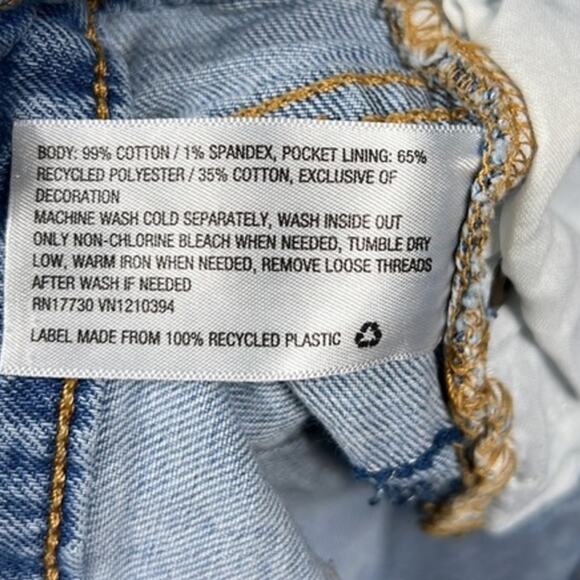 BODY: 99% COTTON / 1% SPANDEX, POCKET LINING: 65%
RECYCLED POLYESTER / 35% COTTON, EXCLUSIVE OF
DECORATION
MACHINE WASH COLD SEPARATELY, WASH INSIDE OUT
ONLY NON-CHLORINE BLEACH WHEN NEEDED, TUMBLE DRY
LOW, WARM IRON WHEN NEEDED, REMOVE LOOSE THREADS
AFTER WASH IF NEEDED
RN17730 VN1210394
LABEL MADE FROM 100% RECYCLED PLASTIC